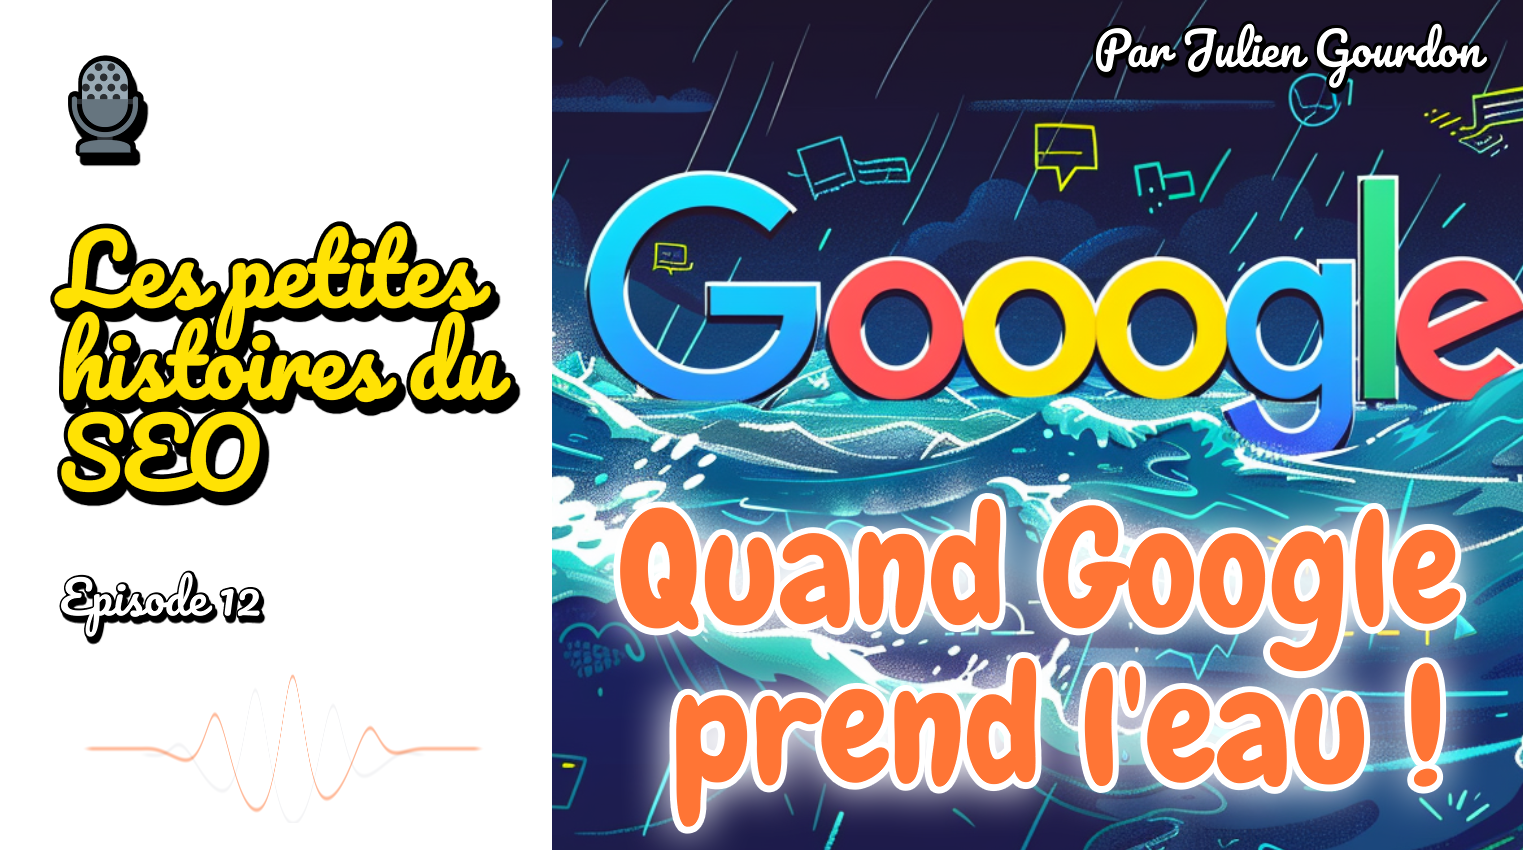 Par Julien Gourdon
Les petites
histoires du
SEO
Episode 12
Gooogle
Quand Google
prend l'eau !